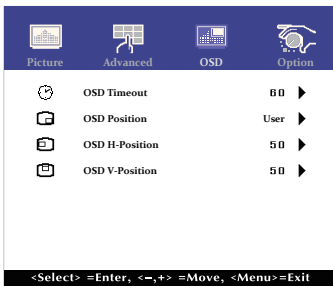 Picture Advanced OSD Option
OSD Timeout 60
OSD Position User
OSD H-Position 50
OSD V-Position 50
<Select> =Enter, <–,+> =Move, <Menu>=Exit